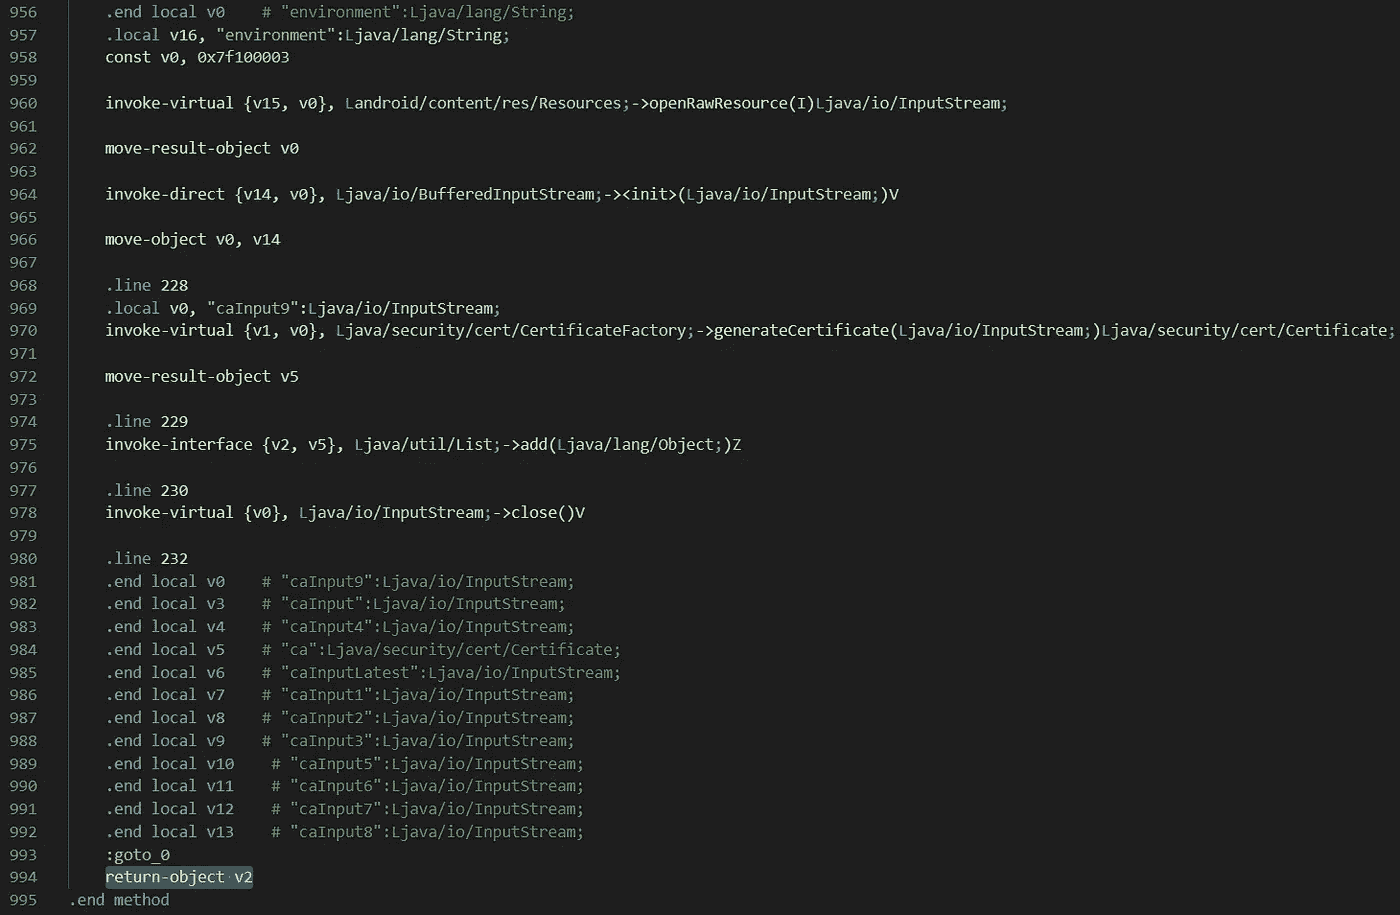 956 .end local v0 # "environment":Ljava/lang/String;
957 .local v16, "environment":Ljava/lang/String;
958 const v0, 0x7f100003
959
960 invoke-virtual {v15, v0}, Landroid/content/res/Resources;->openRawResource(I)Ljava/io/InputStream;
961
962 move-result-object v0
963
964 invoke-direct {v14, v0}, Ljava/io/BufferedInputStream;-><init>(Ljava/io/InputStream;)V
965
966 move-object v0, v14
967
968 .line 228
969 .local v0, "caInput9":Ljava/io/InputStream;
970 invoke-virtual {v1, v0}, Ljava/security/cert/CertificateFactory;->generateCertificate(Ljava/io/InputStream;)Ljava/security/cert/Certificate;
971
972 move-result-object v5
973
974 .line 229
975 invoke-interface {v2, v5}, Ljava/util/List;->add(Ljava/lang/Object;)Z
976
977 .line 230
978 invoke-virtual {v0}, Ljava/io/InputStream;->close()V
979
980 .line 232
981 .end local v0 # "caInput9":Ljava/io/InputStream;
982 .end local v3 # "caInput":Ljava/io/InputStream;
983 .end local v4 # "caInput4":Ljava/io/InputStream;
984 .end local v5 # "ca":Ljava/security/cert/Certificate;
985 .end local v6 # "caInputLatest":Ljava/io/InputStream;
986 .end local v7 # "caInput1":Ljava/io/InputStream;
987 .end local v8 # "caInput2":Ljava/io/InputStream;
988 .end local v9 # "caInput3":Ljava/io/InputStream;
989 .end local v10 # "caInput5":Ljava/io/InputStream;
990 .end local v11 # "caInput6":Ljava/io/InputStream;
991 .end local v12 # "caInput7":Ljava/io/InputStream;
992 .end local v13 # "caInput8":Ljava/io/InputStream;
993 :goto_0
994 return-object v2
995 .end method